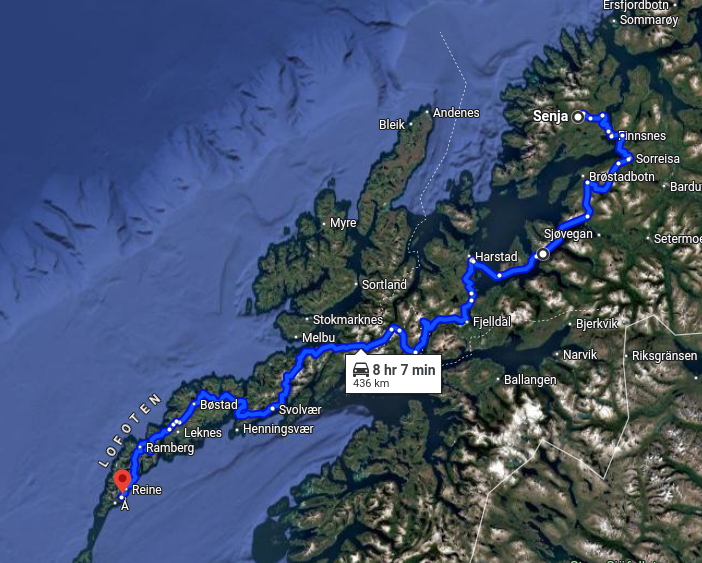 Ersfjordbotn
Sommarøy
Andenes
Bleik
Senja
Finnsnes
Sørreisa
Brøstadbotn
Bardu
Myre
Sjøvegan
Setermoe
Harstad
Sortland
Stokmarknes
Fjelldal
Bjerkvik
Melbu
8 hr 7 min
436 km
Narvik
Riksgränsen
Ballangen
LOFOTEN
Bøstad
Svolvær
Henningsvær
Leknes
Ramberg
Reine
Å